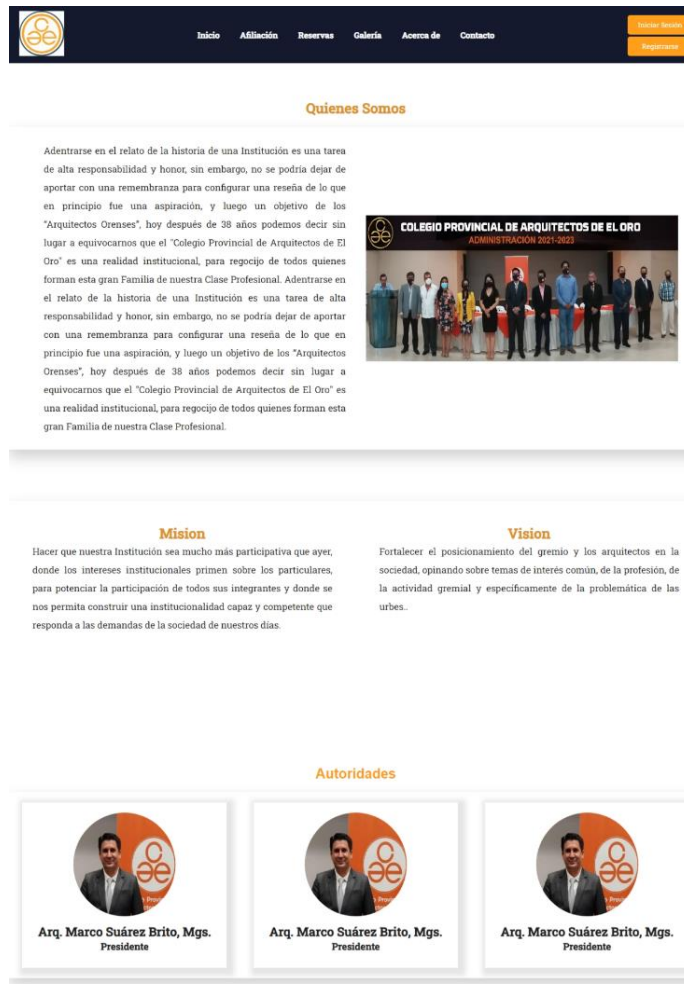 Inicio Afiliación Reservas Galería Acerca de Contacto
Iniciar Sesión
Registrarse
Quienes Somos
Adentrarse en el relato de la historia de una Institución es una tarea
de alta responsabilidad y honor, sin embargo, no se podría dejar de
aportar con una remembranza para configurar una reseña de lo que
en principio fue una aspiración, y luego un objetivo de los
"Arquitectos Orenses", hoy después de 38 años podemos decir sin
lugar a equivocarnos que el "Colegio Provincial de Arquitectos de El
Oro" es una realidad institucional, para regocijo de todos quienes
forman esta gran Familia de nuestra Clase Profesional. Adentrarse en
el relato de la historia de una Institución es una tarea de alta
responsabilidad y honor, sin embargo, no se podría dejar de aportar
con una remembranza para configurar una reseña de lo que en
principio fue una aspiración, y luego un objetivo de los "Arquitectos
Orenses", hoy después de 38 años podemos decir sin lugar a
equivocarnos que el "Colegio Provincial de Arquitectos de El Oro" es
una realidad institucional, para regocijo de todos quienes forman esta
gran Familia de nuestra Clase Profesional.
COLEGIO PROVINCIAL DE ARQUITECTOS DE EL ORO
ADMINISTRACIÓN 2021-2023
Mision
Hacer que nuestra Institución sea mucho más participativa que ayer,
donde los intereses institucionales primen sobre los particulares,
para potenciar la participación de todos sus integrantes y donde se
nos permita construir una institucionalidad capaz y competente que
responda a las demandas de la sociedad de nuestros días.
Vision
Fortalecer el posicionamiento del gremio y los arquitectos en la
sociedad, opinando sobre temas de interés común, de la profesión, de
la actividad gremial y específicamente de la problemática de las
urbes..
Autoridades
Arq. Marco Suárez Brito, Mgs.
Presidente
Arq. Marco Suárez Brito, Mgs.
Presidente
Arq. Marco Suárez Brito, Mgs.
Presidente